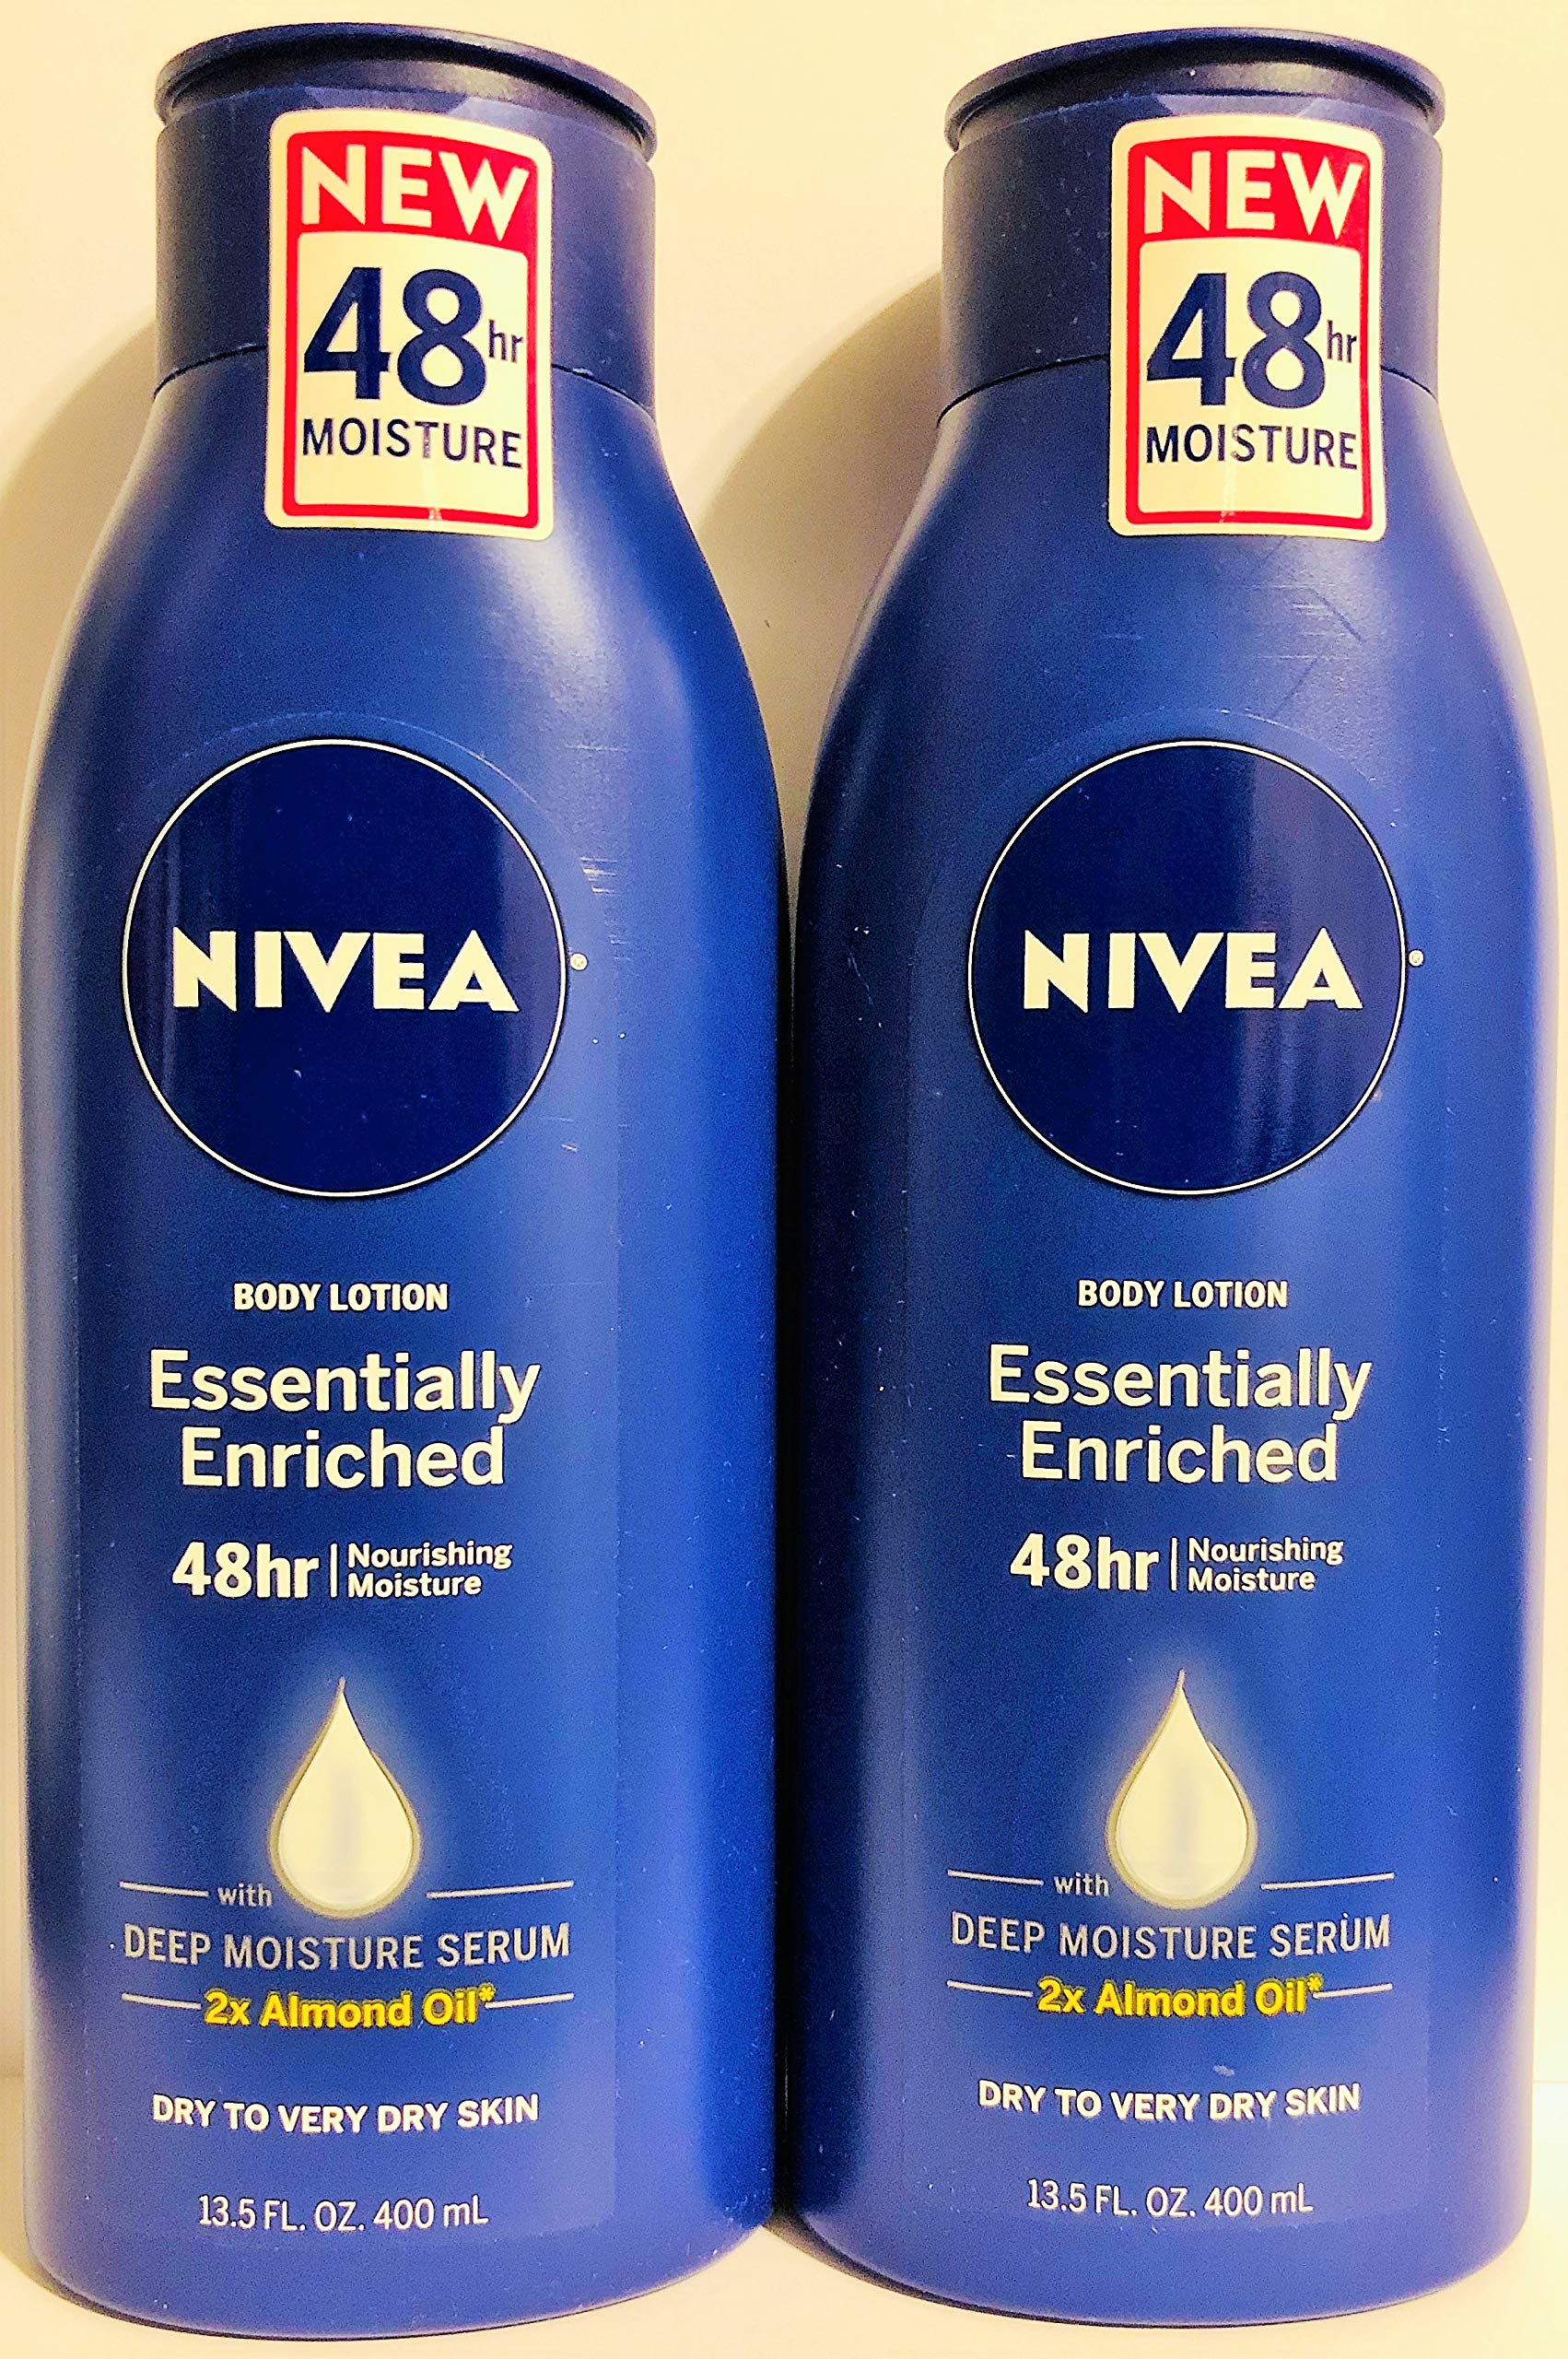 NEW
48hr
MOISTURE
NIVEA®
BODY LOTION
Essentially
Enriched
48hr | Nourishing
Moisture
with
DEEP MOISTURE SERUM
2x Almond Oil*
DRY TO VERY DRY SKIN
13.5 FL. OZ. 400 mL
NEW
48hr
MOISTURE
NIVEA®
BODY LOTION
Essentially
Enriched
48hr | Nourishing
Moisture
with
DEEP MOISTURE SERUM
2x Almond Oil*
DRY TO VERY DRY SKIN
13.5 FL. OZ. 400 mL